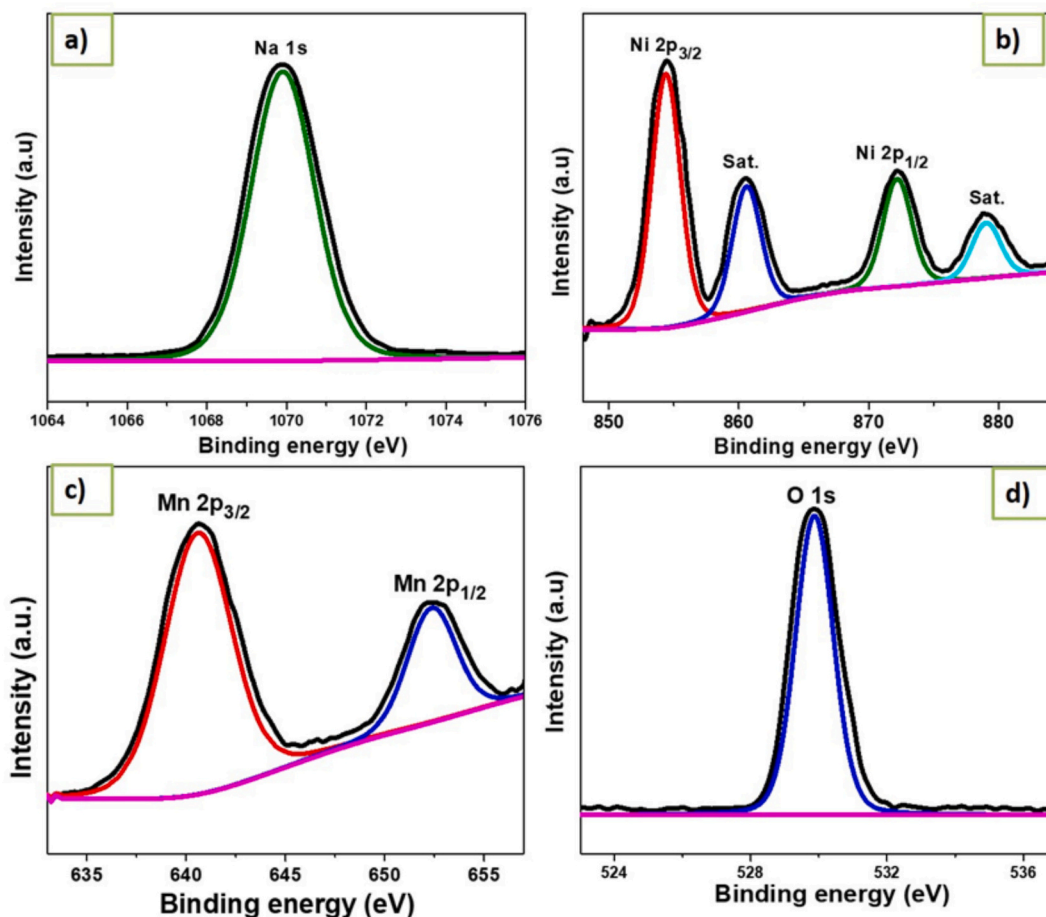 a)
Na 1s
Intensity (a.u)
1064 1066 1068 1070 1072 1074 1076
Binding energy (eV)
b)
Ni 2p3/2
Sat.
Ni 2p1/2
Sat.
Intensity (a.u)
850 860 870 880
Binding energy (eV)
c)
Mn 2p3/2
Mn 2p1/2
Intensity (a.u.)
635 640 645 650 655
Binding energy (eV)
d)
O 1s
Intensity (a.u)
524 528 532 536
Binding energy (eV)